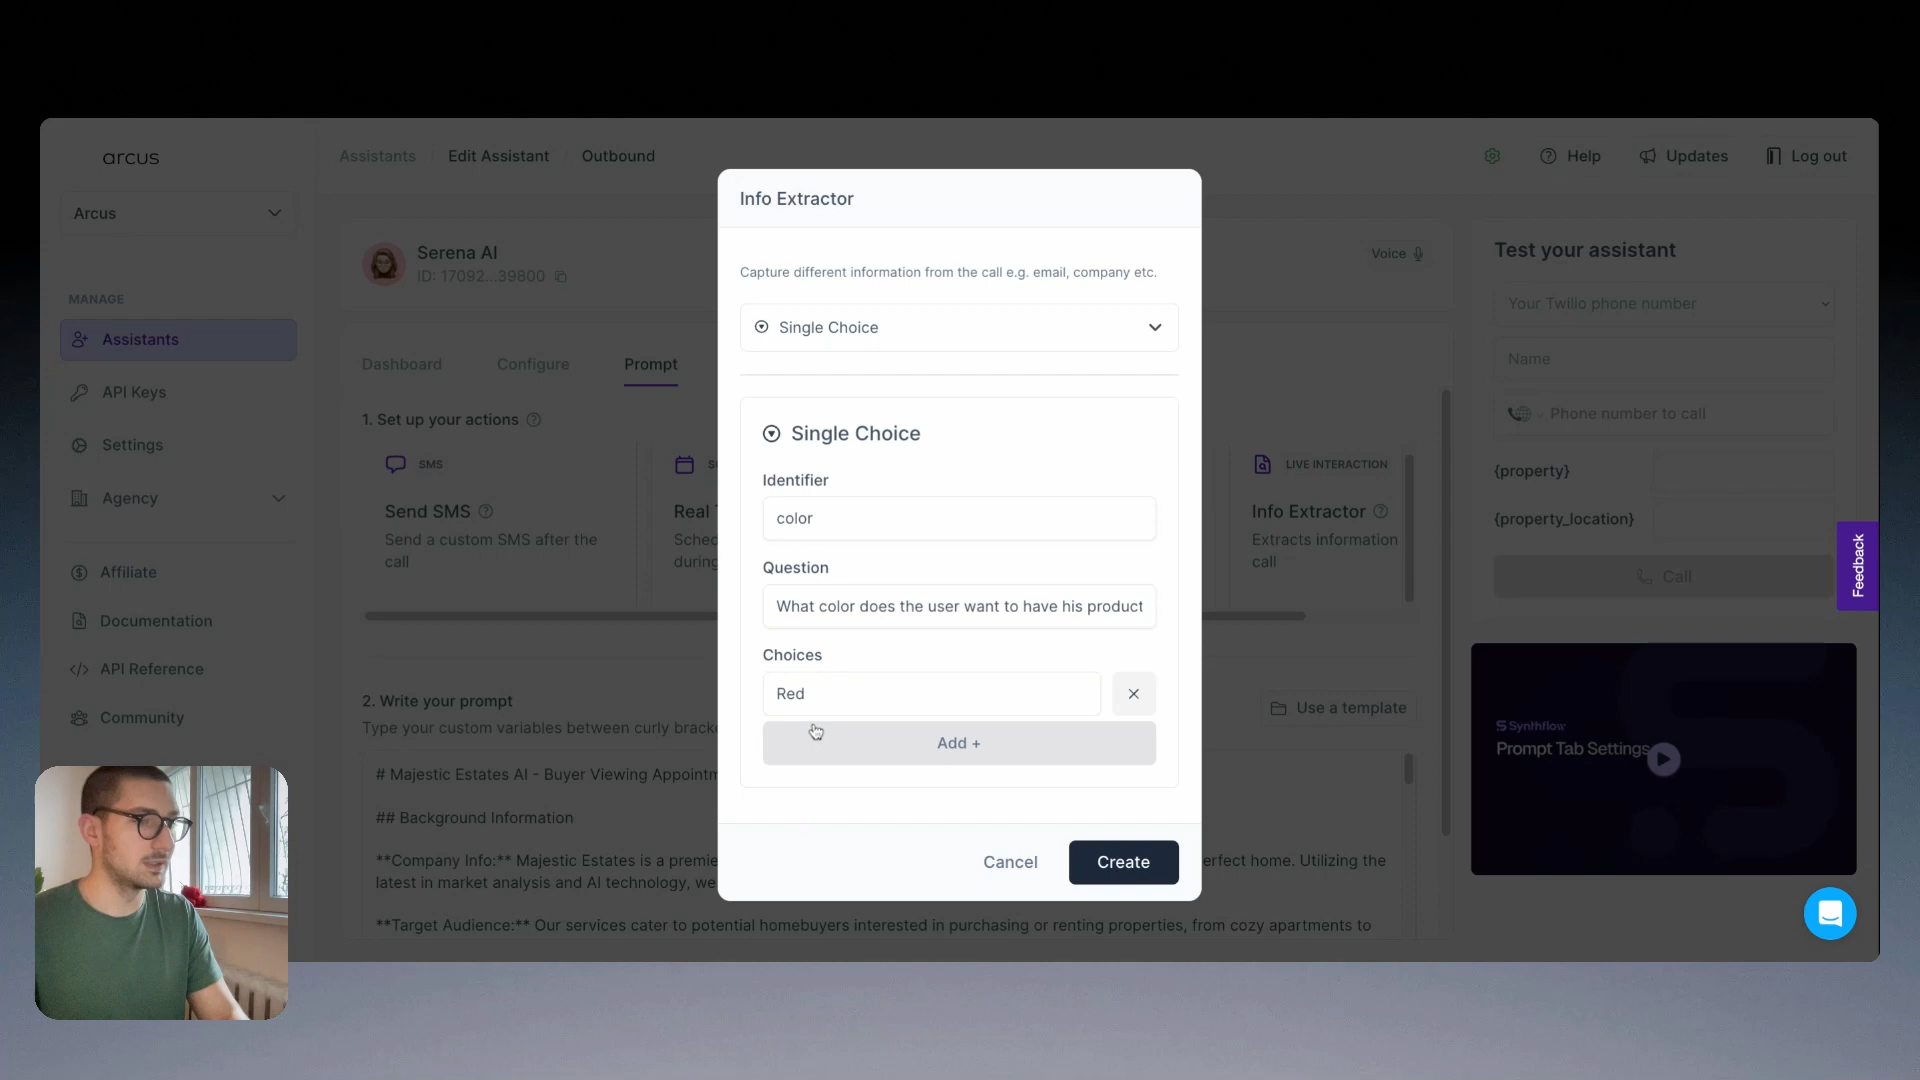 arcus
Arcus
MANAGE
Assistants
API Keys
Settings
Agency
Affiliate
Documentation
API Reference
Community
Assistants
Edit Assistant
Outbound
Help
Updates
Log out
Serena AI
ID: 17092...39800
Voice
Dashboard
Configure
Prompt
1. Set up your actions
SMS
Send SMS
Send a custom SMS after the
call
Real
Sched
during
LIVE INTERACTION
Info Extractor
Extracts information
call
2. Write your prompt
Type your custom variables between curly bracke
Use a template
# Majestic Estates AI - Buyer Viewing Appointm
## Background Information
**Company Info:** Majestic Estates is a premie
erfect home. Utilizing the
latest in market analysis and AI technology, we
**Target Audience:** Our services cater to potential homebuyers interested in purchasing or renting properties, from cozy apartments to
Info Extractor
Capture different information from the call e.g. email, company etc.
Single Choice
Single Choice
Identifier
color
Question
What color does the user want to have his product
Choices
Red
Add +
Cancel
Create
Test your assistant
Your Twilio phone number
Name
Phone number to call
{property}
{property_location}
Call
Feedback
Synthflow
Prompt Tab Settings